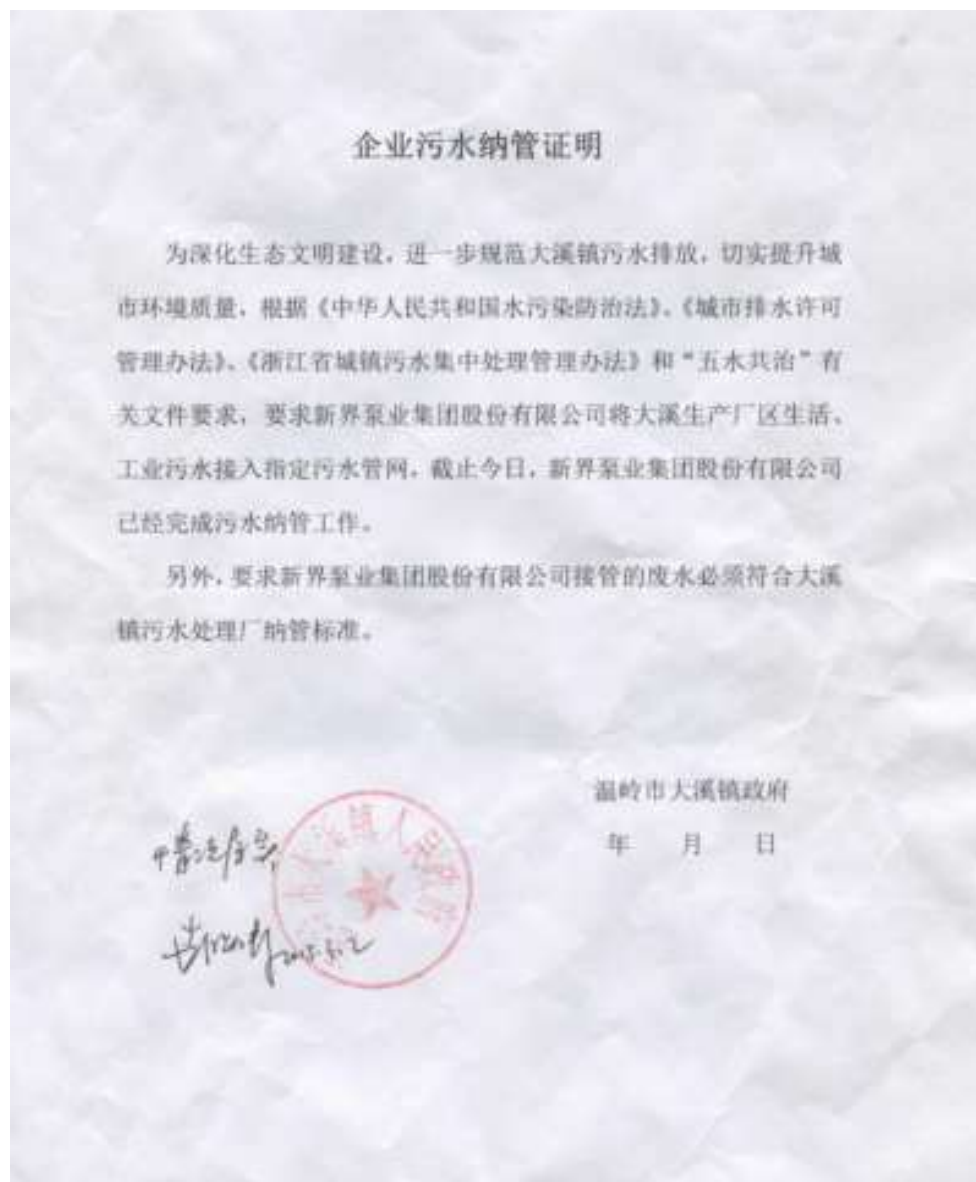 企业污水纳管证明
为深化生态文明建设，进一步规范大溪镇污水排放，切实提升城
市环境质量，根据《中华人民共和国水污染防治法》、《城市排水许可
管理办法》、《浙江省城镇污水集中处理管理办法》和“五水共治”有
关文件要求，要求新界泵业集团股份有限公司将大溪生产厂区生活、
工业污水接入指定污水管网，截止今日，新界泵业集团股份有限公司
已经完成污水纳管工作。
另外，要求新界泵业集团股份有限公司接管的废水必须符合大溪
镇污水处理厂纳管标准。
温岭市大溪镇政府
年 月 日
溪镇人民政府